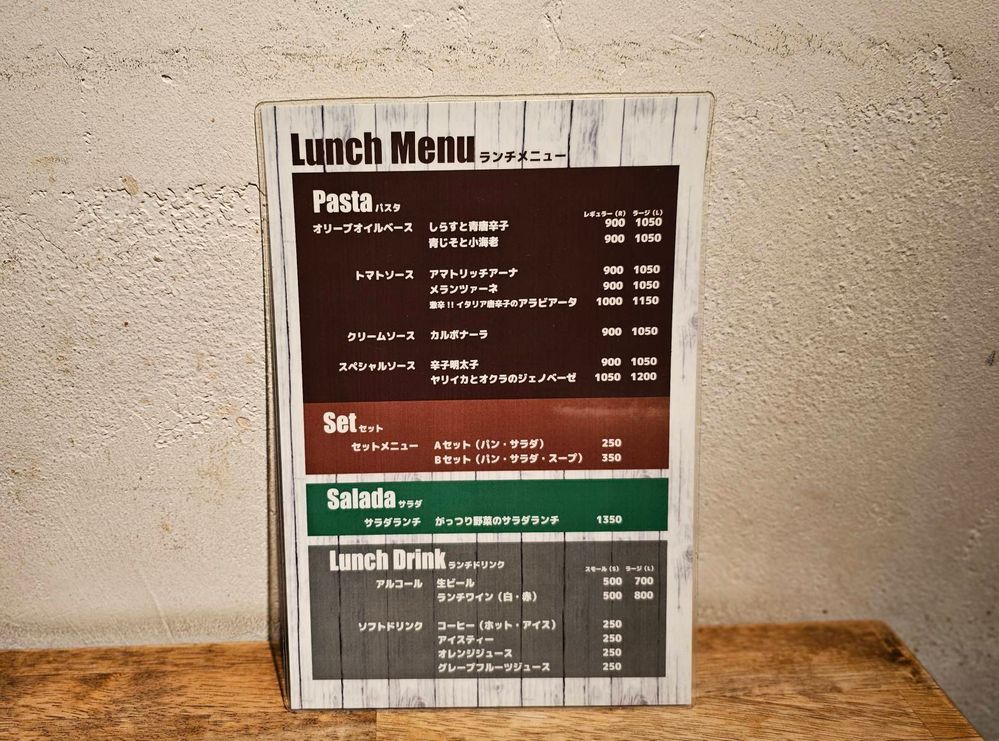 Lunch Menu ランチメニュー
Pasta パスタ
レギュラー（R） ラージ（L）
オリーブオイルベース しらすと青唐辛子 900 1050
青じそと小海老 900 1050
トマトソース アマトリッチアーナ 900 1050
メランツァーネ 900 1050
激辛!!イタリア唐辛子のアラビアータ 1000 1150
クリームソース カルボナーラ 900 1050
スペシャルソース 辛子明太子 900 1050
ヤリイカとオクラのジェノベーゼ 1050 1200
Set セット
セットメニュー Aセット（パン・サラダ） 250
Bセット（パン・サラダ・スープ） 350
Salada サラダ
サラダランチ がっつり野菜のサラダランチ 1350
Lunch Drink ランチドリンク
スモール（S） ラージ（L）
アルコール 生ビール 500 700
ランチワイン（白・赤） 500 800
ソフトドリンク コーヒー（ホット・アイス） 250
アイスティー 250
オレンジジュース 250
グレープフルーツジュース 250